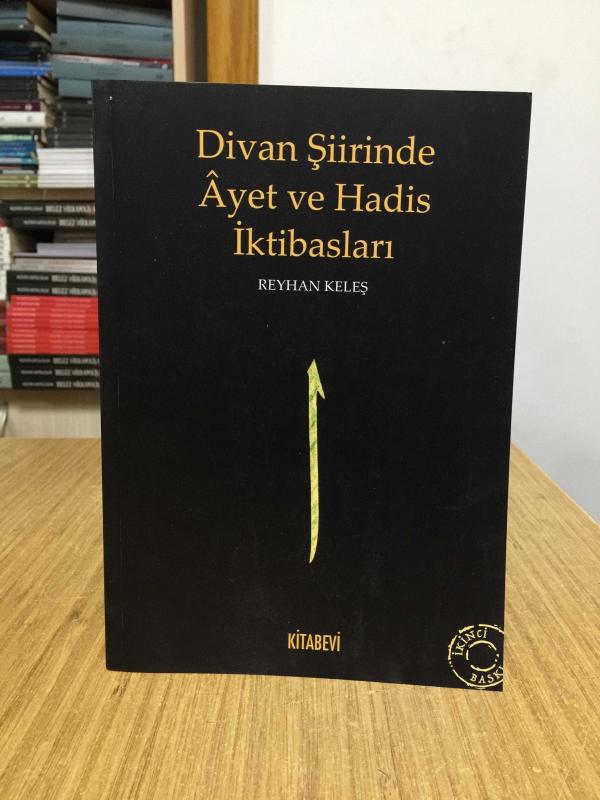 Divan Şiirinde
Âyet ve Hadis
İktibasları
REYHAN KELEŞ
KİTABEVİ
İKİNCİ
BASKI